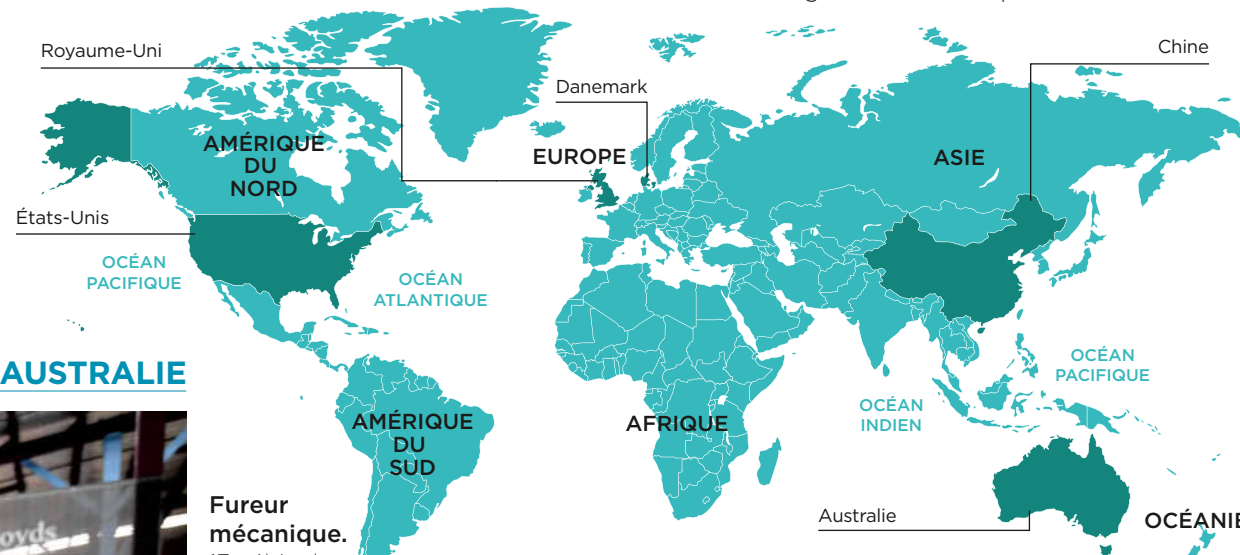 Royaume-Uni
Chine
Danemark
AMÉRIQUE
DU
NORD
EUROPE
ASIE
États-Unis
OCÉAN
PACIFIQUE
OCÉAN
ATLANTIQUE
AUSTRALIE
OCÉAN
PACIFIQUE
OCÉAN
INDIEN
AMÉRIQUE
DU
SUD
AFRIQUE
Fureur
mécanique.
Australie
OCÉANIE